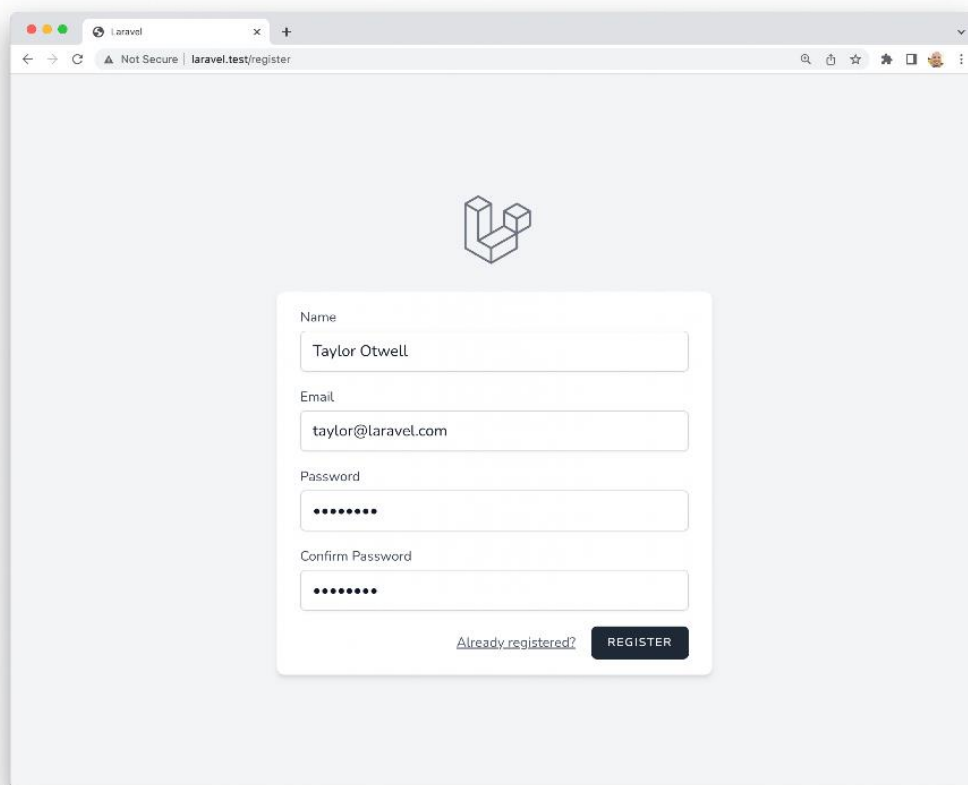 Laravel
Not Secure | laravel.test/register
Name
Taylor Otwell
Email
taylor@laravel.com
Password
••••••••
Confirm Password
••••••••
Already registered? REGISTER